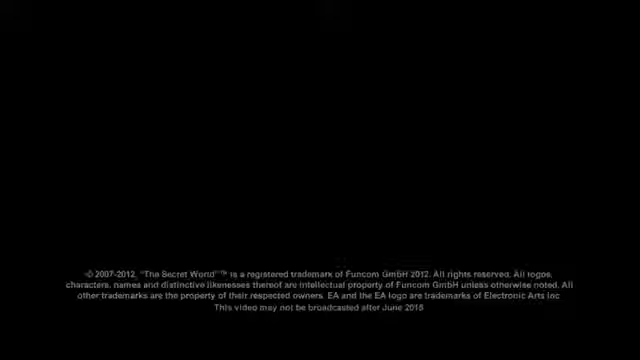 © 2007-2012, "The Secret World"™ is a registered trademark of Funcom GmbH 2012. All rights reserved. All logos,
characters, names and distinctive likenesses thereof are intellectual property of Funcom GmbH unless otherwise noted. All
other trademarks are the property of their respected owners. EA and the EA logo are trademarks of Electronic Arts Inc
This video may not be broadcasted after June 2015